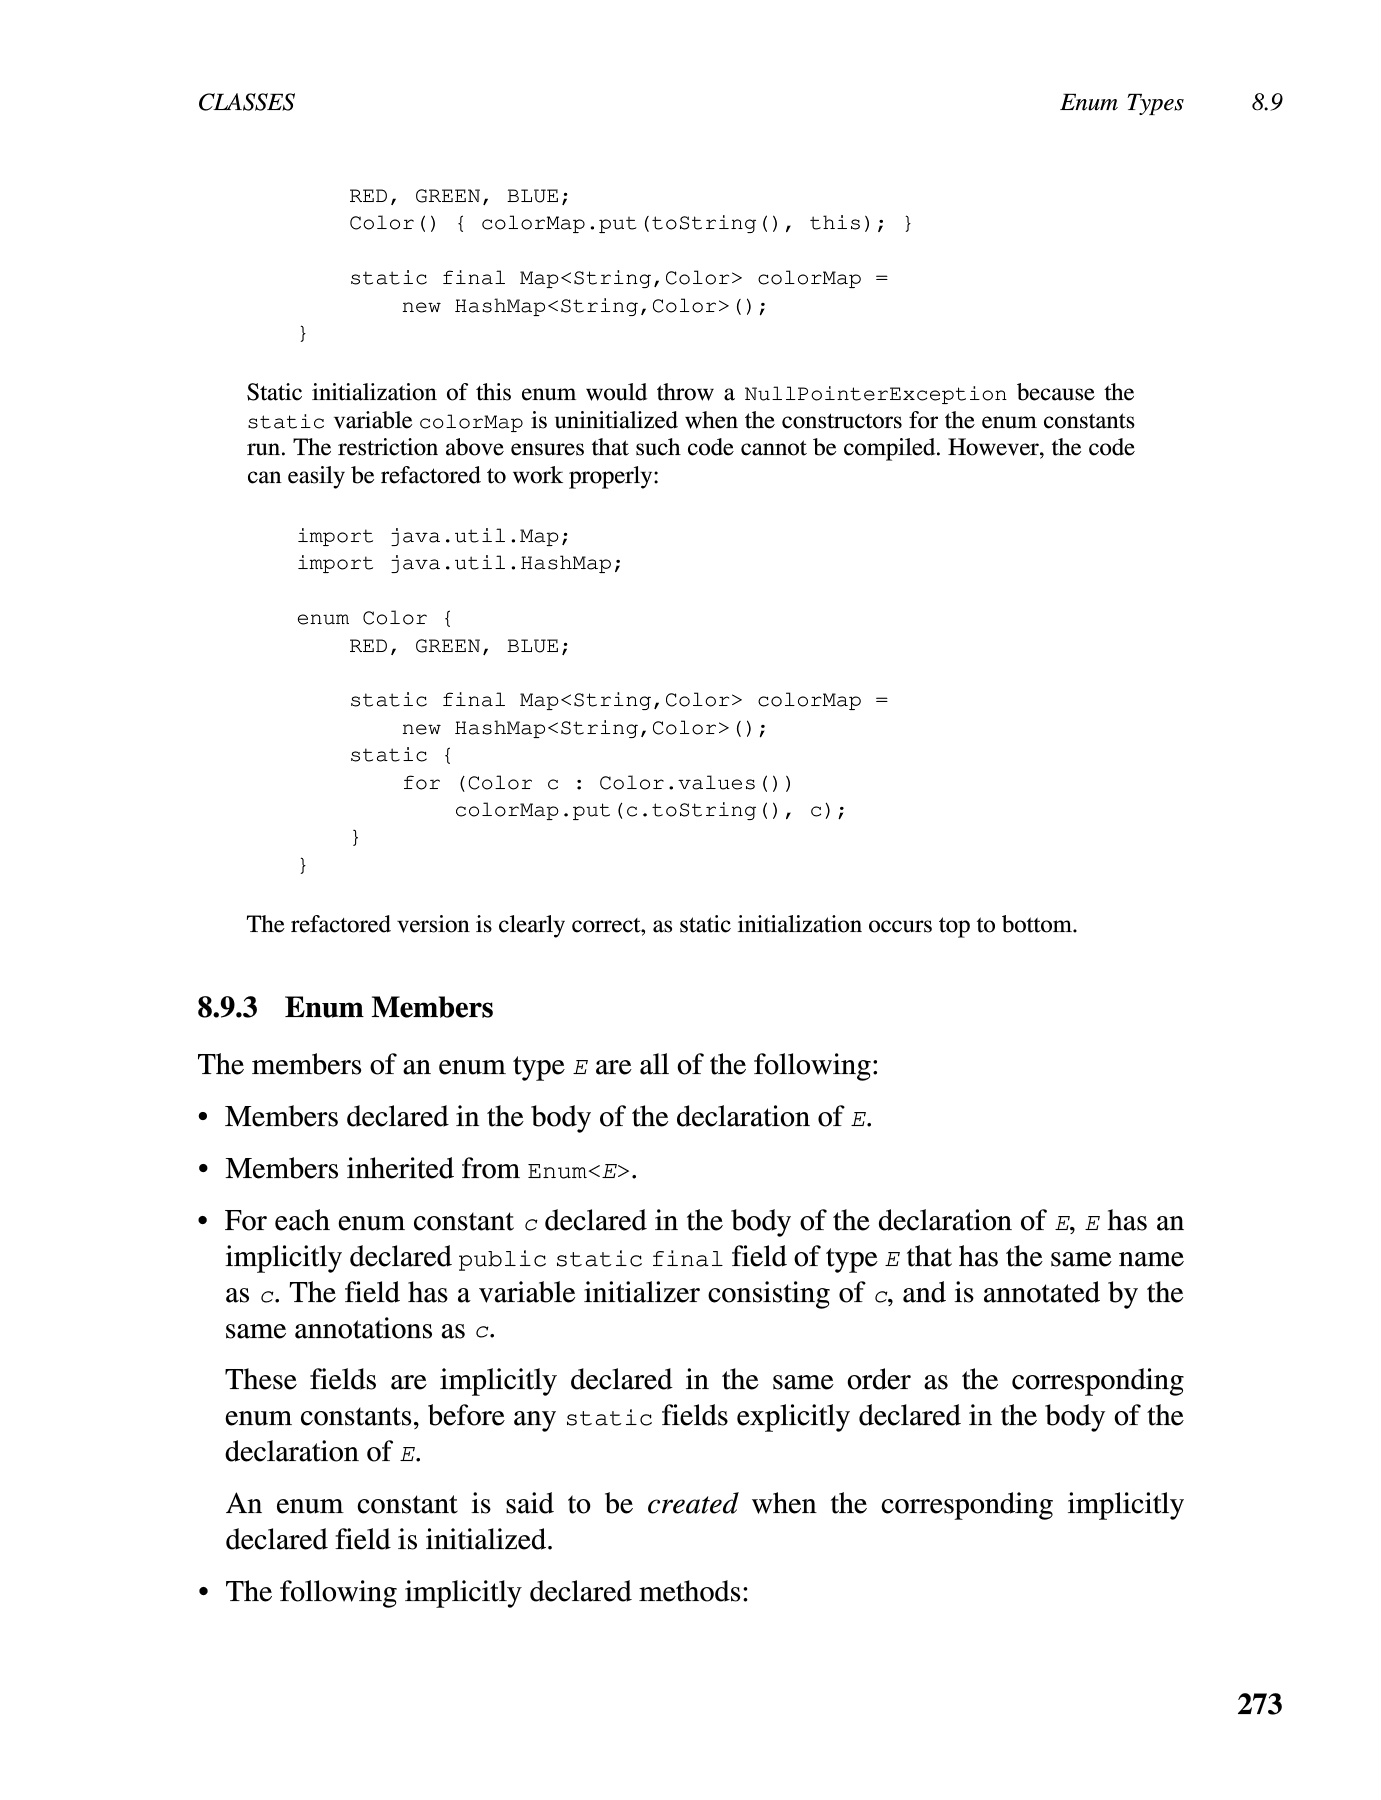 CLASSES Enum Types 8.9
RED, GREEN, BLUE;
Color() { colorMap.put(toString(), this); }
static final Map<String,Color> colorMap =
new HashMap<String,Color>();
}
Static initialization of this enum would throw a NullPointerException because the
static variable colorMap is uninitialized when the constructors for the enum constants
run. The restriction above ensures that such code cannot be compiled. However, the code
can easily be refactored to work properly:
import java.util.Map;
import java.util.HashMap;
enum Color {
RED, GREEN, BLUE;
static final Map<String,Color> colorMap =
new HashMap<String,Color>();
static {
for (Color c : Color.values())
colorMap.put(c.toString(), c);
}
}
The refactored version is clearly correct, as static initialization occurs top to bottom.
8.9.3 Enum Members
The members of an enum type E are all of the following:
• Members declared in the body of the declaration of E.
• Members inherited from Enum<E>.
• For each enum constant c declared in the body of the declaration of E, E has an
implicitly declared public static final field of type E that has the same name
as c. The field has a variable initializer consisting of c, and is annotated by the
same annotations as c.
These fields are implicitly declared in the same order as the corresponding
enum constants, before any static fields explicitly declared in the body of the
declaration of E.
An enum constant is said to be created when the corresponding implicitly
declared field is initialized.
• The following implicitly declared methods:
273